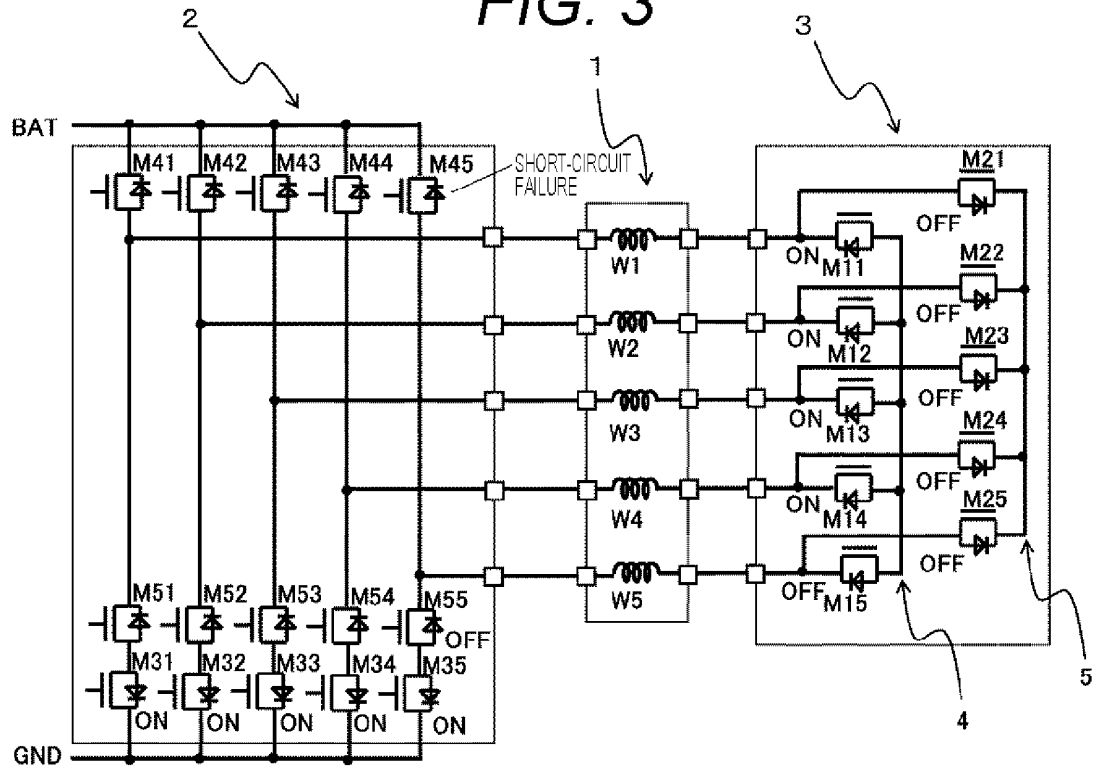 FIG. 3
2
1
3
BAT
M41
M42
M43
M44
M45
SHORT-CIRCUIT
FAILURE
M21
OFF
W1
ON
M11
M22
OFF
W2
ON
M12
M23
OFF
W3
ON
M13
M24
OFF
W4
ON
M14
M25
OFF
W5
OFF
M15
M51
M52
M53
M54
M55
OFF
M31
M32
M33
M34
M35
ON
ON
ON
ON
ON
GND
4
5